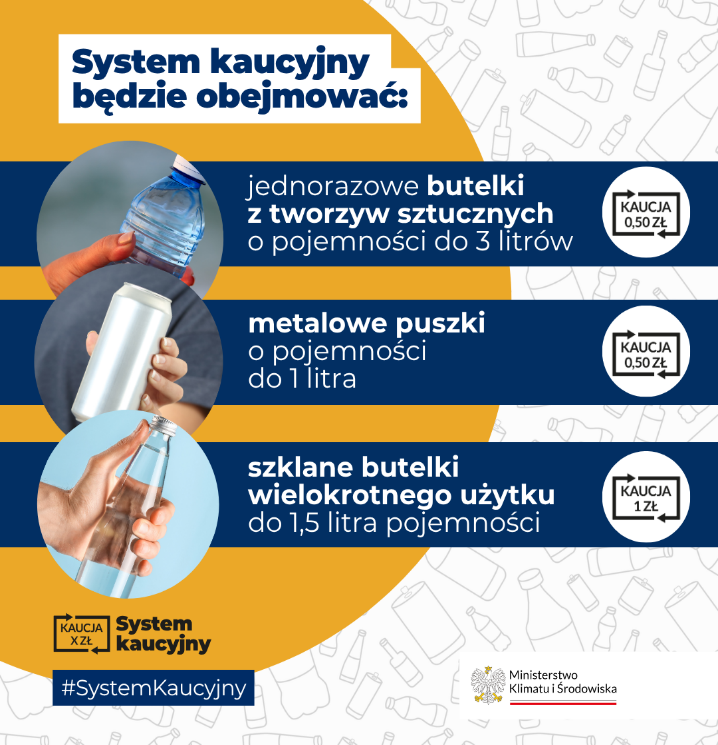 System kaucyjny
będzie obejmować:
jednorazowe butelki
z tworzyw sztucznych
o pojemności do 3 litrów
KAUCJA
0,50 ZŁ
metalowe puszki
o pojemności
do 1 litra
KAUCJA
0,50 ZŁ
szklane butelki
wielokrotnego użytku
do 1,5 litra pojemności
KAUCJA
1 ZŁ
KAUCJA
X ZŁ
System
kaucyjny
#SystemKaucyjny
Ministerstwo
Klimatu i Środowiska